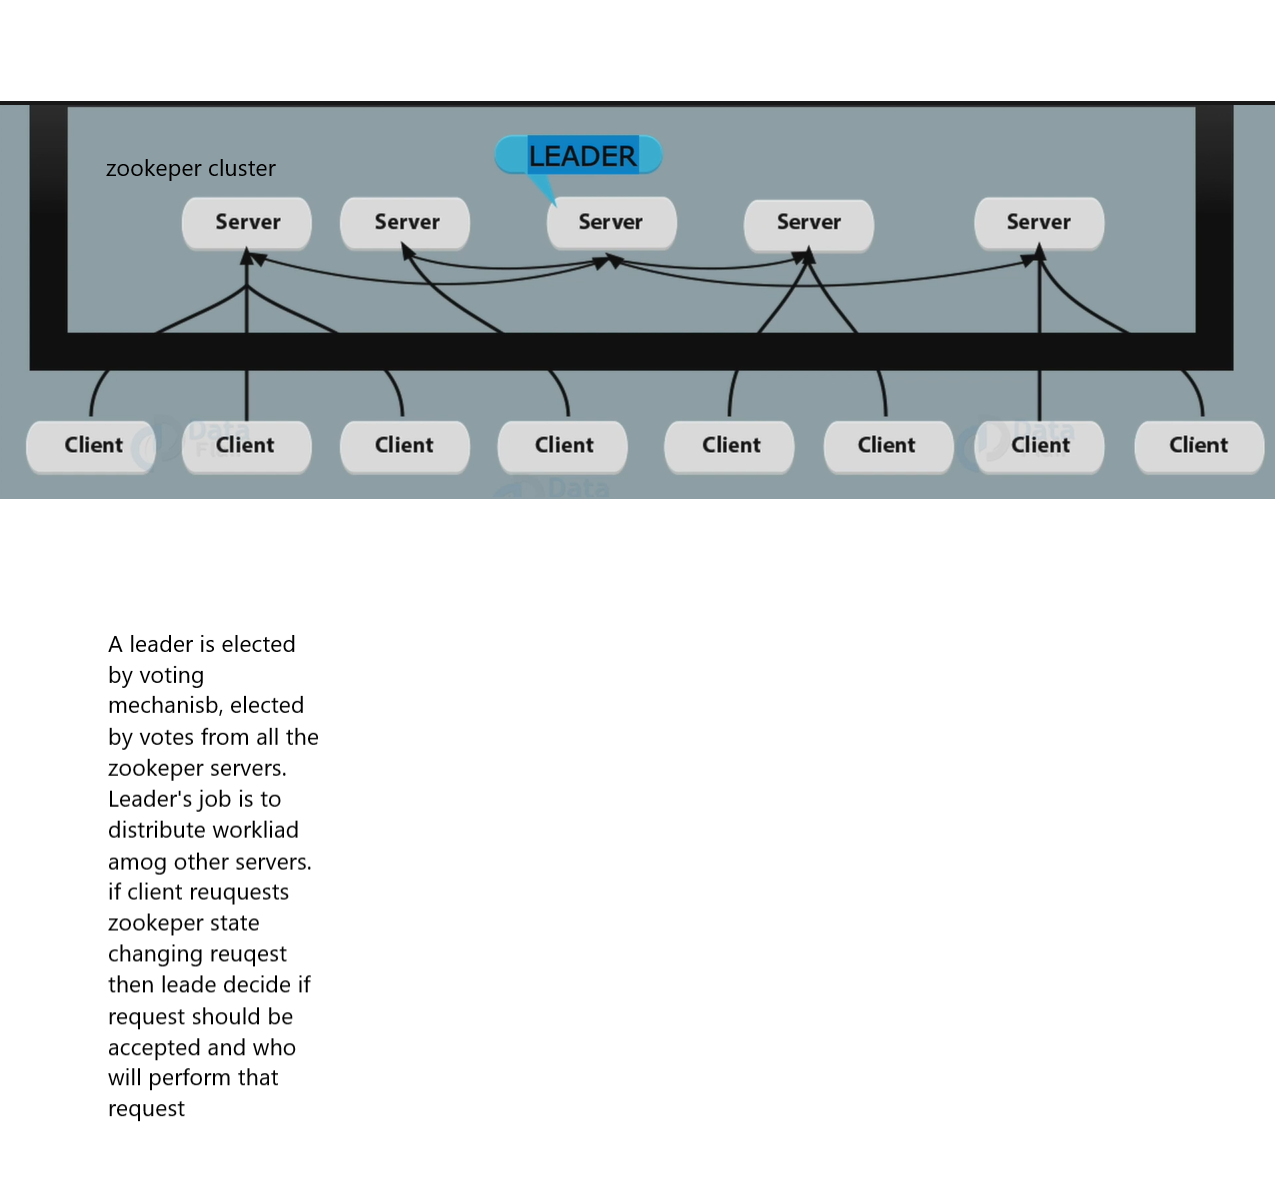 LEADER
zookeper cluster
Server Server Server Server Server
Client Client Client Client Client Client Client Client
Data
Data
Data
A leader is elected
by voting
mechanisb, elected
by votes from all the
zookeper servers.
Leader's job is to
distribute workliad
amog other servers.
if client reuquests
zookeper state
changing reuqest
then leade decide if
request should be
accepted and who
will perform that
request